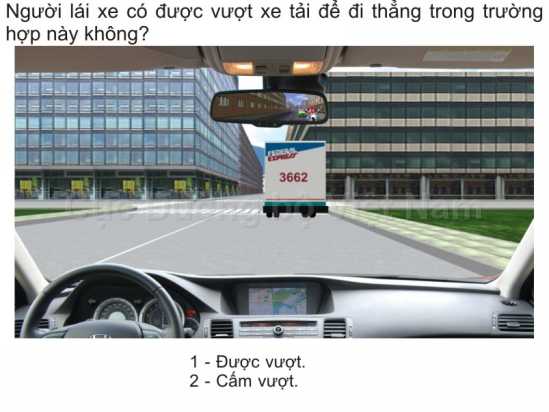 Người lái xe có được vượt xe tải để đi thẳng trong trường
hợp này không?
FEDERAL
EXPRESS
3662
1 - Được vượt.
2 - Cấm vượt.